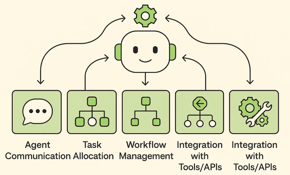 Agent
Communication
Task
Allocation
Workflow
Management
Integration
with
Tools/APIs
Integration
with
Tools/APIs